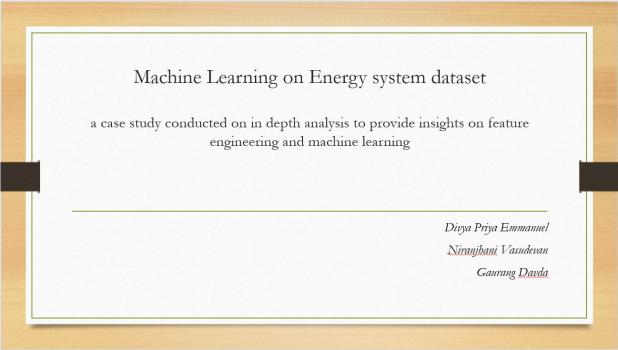 Machine Learning on Energy system dataset
a case study conducted on in depth analysis to provide insights on feature
engineering and machine learning
Divya Priya Emmanuel
Niranjhani Vasudevan
Gaurang Davda